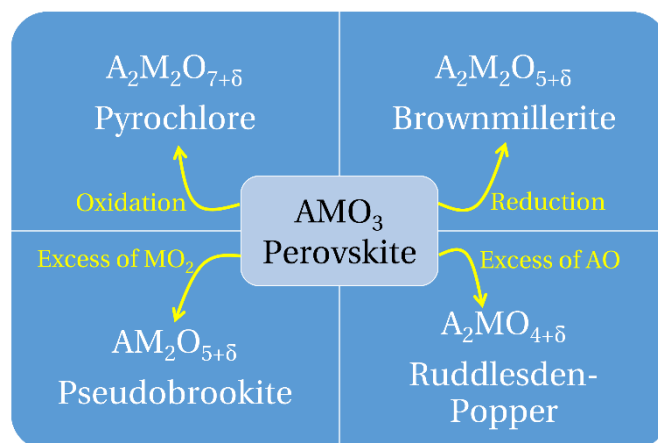 A₂M₂O₇₊δ
Pyrochlore
Oxidation
A₂M₂O₅₊δ
Brownmillerite
Reduction
AMO₃
Perovskite
Excess of MO₂
AM₂O₅₊δ
Pseudobrookite
Excess of AO
A₂MO₄₊δ
Ruddlesden-
Popper